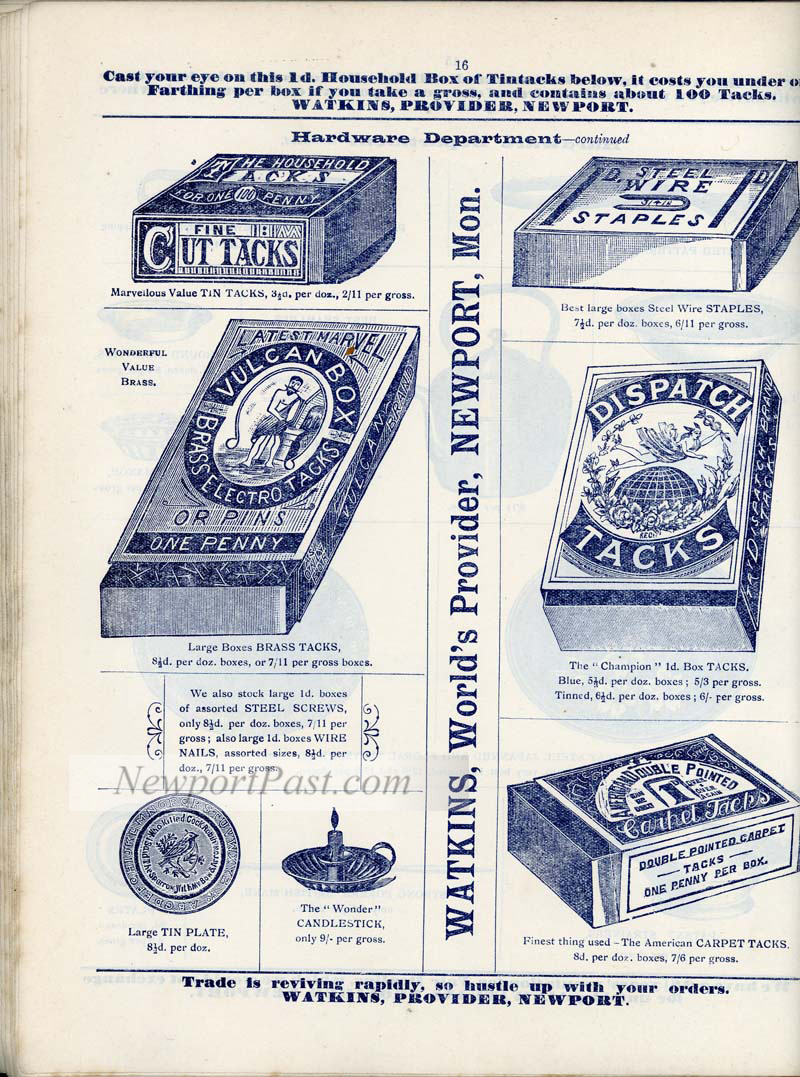 16
Cast your eye on this 1d. Household Box of Tintacks below, it costs you under
Farthing per box if you take a gross, and contains about 100 Tacks.
WATKINS, PROVIDER, NEWPORT.
Hardware Department—continued
THE HOUSEHOLD
TACKS
FOR ONE 100 PENNY
FINE
CUT TACKS
Marvellous Value TIN TACKS, 3½d. per doz., 2/11 per gross.
WONDERFUL
VALUE
BRASS.
LATEST MARVEL
VULCAN BOX
BRASS ELECTRO TACKS
OR PINS
ONE PENNY
VULCAN BRAND
Large Boxes BRASS TACKS,
8½d. per doz. boxes, or 7/11 per gross boxes.
We also stock large 1d. boxes
of assorted STEEL SCREWS,
only 8½d. per doz. boxes, 7/11 per
gross; also large 1d. boxes WIRE
NAILS, assorted sizes, 8½d. per
doz., 7/11 per gross.
NewportPast.com
Who Killed Cock Robin
Large TIN PLATE,
8½d. per doz.
The "Wonder"
CANDLESTICK,
only 9/- per gross.
WATKINS, World's Provider, NEWPORT, Mon.
1D. STEEL 1D.
WIRE
STAPLES
Best large boxes Steel Wire STAPLES,
7½d. per doz. boxes, 6/11 per gross.
DISPATCH
TACKS
DISPATCH BRAND
The "Champion" 1d. Box TACKS.
Blue, 5½d. per doz. boxes; 5/3 per gross.
Tinned, 6½d. per doz. boxes; 6/- per gross.
AMERICAN DOUBLE POINTED
Carpet Tacks
DOUBLE POINTED CARPET
TACKS
ONE PENNY PER BOX.
Finest thing used - The American CARPET TACKS.
8d. per doz. boxes, 7/6 per gross.
Trade is reviving rapidly, so hustle up with your orders.
WATKINS, PROVIDER, NEWPORT.